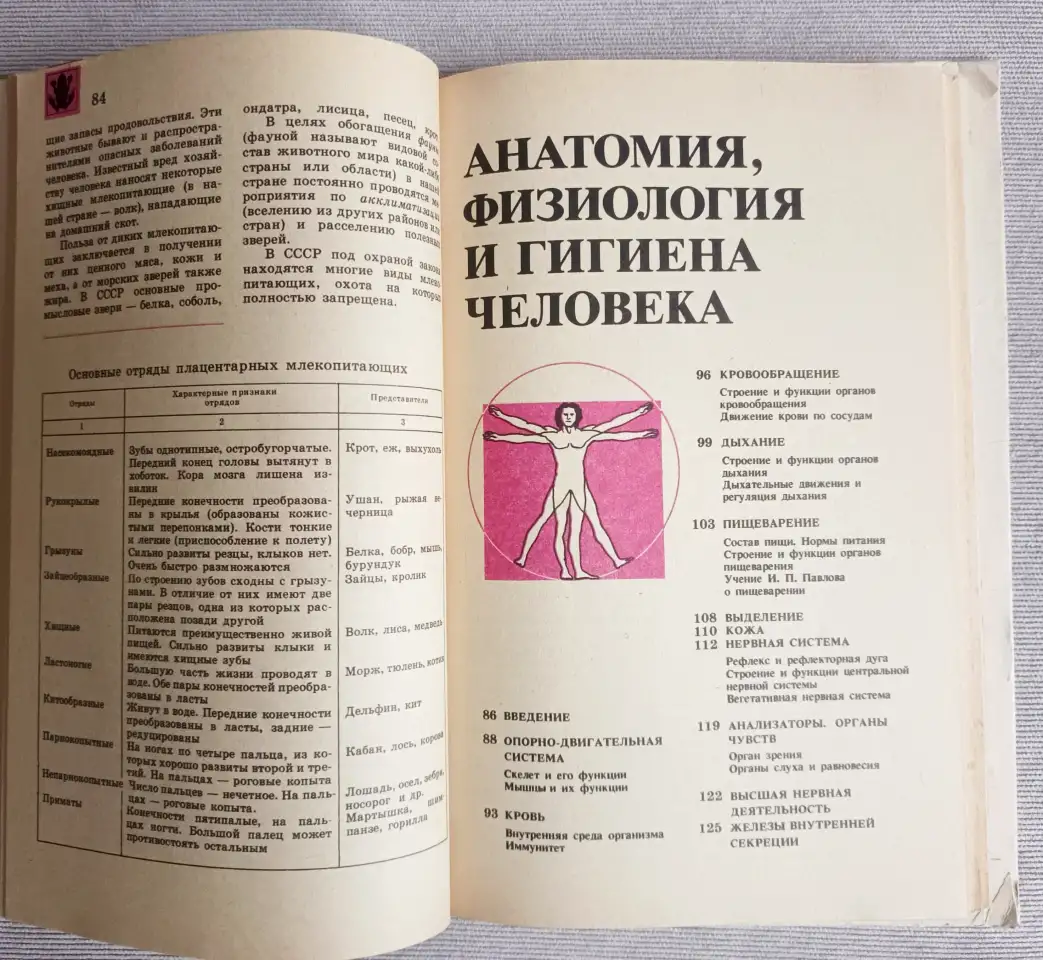 84
щие запасы продовольствия. Эти
животные бывают и распростра-
нителями опасных заболеваний
человека. Известный вред хозяй-
ству человека наносят некоторые
хищные млекопитающие (в на-
шей стране — волк), нападающие
на домашний скот.
Польза от диких млекопитаю-
щих заключается в получении
от них ценного мяса, кожи и
меха, а от морских зверей также
жира. В СССР основные про-
мысловые звери — белка, соболь,
ондатра, лисица, песец, крот
В целях обогащения фауны
(фауной называют видовой со
став животного мира какой-либо
страны или области) в нашей
стране постоянно проводятся ме
роприятия по акклиматизации
(вселению из других районов или
стран) и расселению полезных
зверей.
В СССР под охраной закона
находятся многие виды млеко
питающих, охота на которых
полностью запрещена.
Основные отряды плацентарных млекопитающих
Отряды
Характерные признаки
отрядов
Представители
1
2
3
Насекомоядные
Зубы однотипные, остробугорчатые.
Передний конец головы вытянут в
хоботок. Кора мозга лишена из-
вилин
Крот, еж, выхухоль
Рукокрылые
Передние конечности преобразова-
ны в крылья (образованы кожис-
тыми перепонками). Кости тонкие
и легкие (приспособление к полету)
Ушан, рыжая ве-
черница
Грызуны
Сильно развиты резцы, клыков нет.
Очень быстро размножаются
Белка, бобр, мышь,
бурундук
Зайцеобразные
По строению зубов сходны с грызу-
нами. В отличие от них имеют две
пары резцов, одна из которых рас-
положена позади другой
Зайцы, кролик
Хищные
Питаются преимущественно живой
пищей. Сильно развиты клыки и
имеются хищные зубы
Волк, лиса, медведь
Ластоногие
Большую часть жизни проводят в
воде. Обе пары конечностей преобра-
зованы в ласты
Морж, тюлень, котик
Китообразные
Живут в воде. Передние конечности
преобразованы в ласты, задние —
редуцированы
Дельфин, кит
Парнокопытные
На ногах по четыре пальца, из ко-
торых хорошо развиты второй и тре-
тий. На пальцах — роговые копыта
Кабан, лось, корова
Непарнокопытные
Число пальцев — нечетное. На паль-
цах — роговые копыта.
Лошадь, осел, зебра,
носорог и др.
Приматы
Конечности пятипалые, на паль-
цах ногти. Большой палец может
противостоять остальным
Мартышка, шим-
панзе, горилла
АНАТОМИЯ,
ФИЗИОЛОГИЯ
И ГИГИЕНА
ЧЕЛОВЕКА
86 ВВЕДЕНИЕ
88 ОПОРНО-ДВИГАТЕЛЬНАЯ
СИСТЕМА
Скелет и его функции
Мышцы и их функции
93 КРОВЬ
Внутренняя среда организма
Иммунитет
96 КРОВООБРАЩЕНИЕ
Строение и функции органов
кровообращения
Движение крови по сосудам
99 ДЫХАНИЕ
Строение и функции органов
дыхания
Дыхательные движения и
регуляция дыхания
103 ПИЩЕВАРЕНИЕ
Состав пищи. Нормы питания
Строение и функции органов
пищеварения
Учение И. П. Павлова
о пищеварении
108 ВЫДЕЛЕНИЕ
110 КОЖА
112 НЕРВНАЯ СИСТЕМА
Рефлекс и рефлекторная дуга
Строение и функции центральной
нервной системы
Вегетативная нервная система
119 АНАЛИЗАТОРЫ. ОРГАНЫ
ЧУВСТВ
Орган зрения
Органы слуха и равновесия
122 ВЫСШАЯ НЕРВНАЯ
ДЕЯТЕЛЬНОСТЬ
125 ЖЕЛЕЗЫ ВНУТРЕННЕЙ
СЕКРЕЦИИ